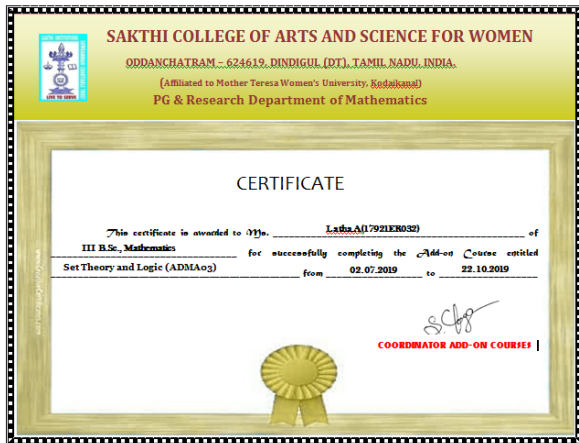 SAKTHI COLLEGE OF ARTS AND SCIENCE FOR WOMEN
ODDANCHATRAM – 624619, DINDIGUL (DT), TAMIL NADU, INDIA.
(Affiliated to Mother Teresa Women's University, Kodaikanal)
PG & Research Department of Mathematics
LIVE TO SERVE
CERTIFICATE
This certificate is awarded to Ms. Latha A(17921ER032) of
III B.Sc., Mathematics for successfully completing the Add-on Course entitled
Set Theory and Logic (ADMA03) from 02.07.2019 to 22.10.2019
COORDINATOR ADD-ON COURSES